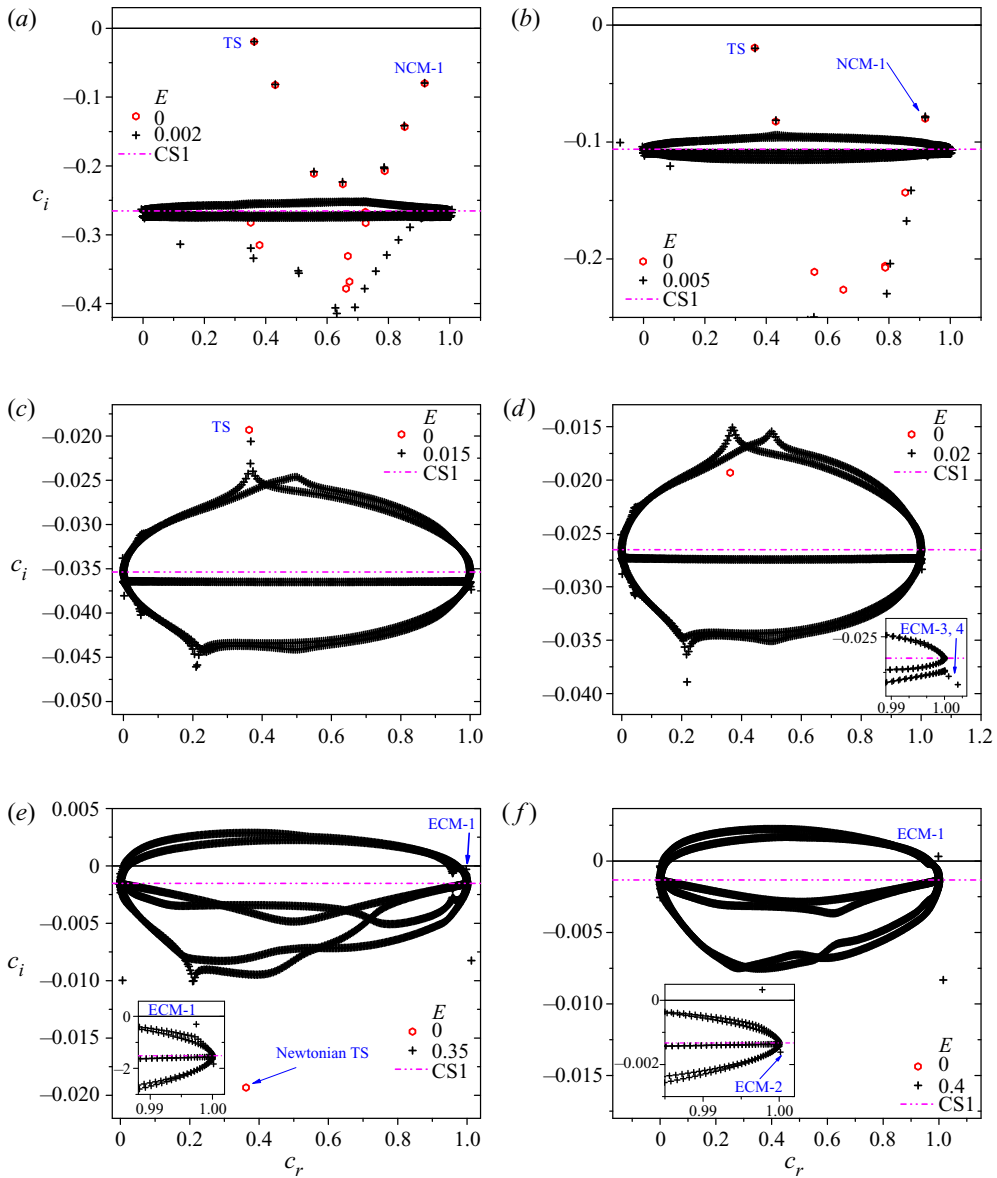 (a)
0
−0.1
−0.2
−0.3
−0.4
c_i
TS
NCM-1
E
0
0.002
CS1
0 0.2 0.4 0.6 0.8 1.0
(b)
0
−0.1
−0.2
TS
NCM-1
E
0
0.005
CS1
0 0.2 0.4 0.6 0.8 1.0
(c)
−0.020
−0.025
−0.030
−0.035
−0.040
−0.045
−0.050
c_i
TS
E
0
0.015
CS1
0 0.2 0.4 0.6 0.8 1.0
(d)
−0.015
−0.020
−0.025
−0.030
−0.035
−0.040
E
0
0.02
CS1
ECM-3, 4
−0.025
0.99 1.00
0 0.2 0.4 0.6 0.8 1.0 1.2
(e)
0.005
0
−0.005
−0.010
−0.015
−0.020
c_i
ECM-1
ECM-1
0
−2
0.99 1.00
Newtonian TS
E
0
0.35
CS1
0 0.2 0.4 0.6 0.8 1.0
c_r
(f)
0
−0.005
−0.010
−0.015
ECM-1
0
−0.002
ECM-2
0.99 1.00
E
0
0.4
CS1
0 0.2 0.4 0.6 0.8 1.0
c_r